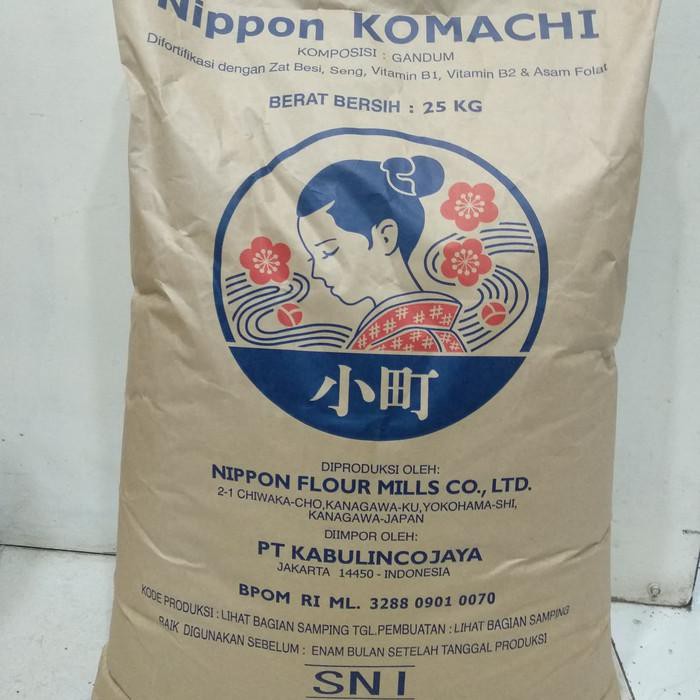 Nippon KOMACHI
KOMPOSISI : GANDUM
Difortifikasi dengan Zat Besi, Seng, Vitamin B1, Vitamin B2 & Asam Folat
BERAT BERSIH : 25 KG
小町
DIPRODUKSI OLEH:
NIPPON FLOUR MILLS CO., LTD.
2-1 CHIWAKA-CHO,KANAGAWA-KU,YOKOHAMA-SHI,
KANAGAWA-JAPAN
DIIMPOR OLEH:
PT KABULINCOJAYA
JAKARTA 14450 - INDONESIA
BPOM RI ML. 3288 0901 0070
KODE PRODUKSI : LIHAT BAGIAN SAMPING TGL.PEMBUATAN : LIHAT BAGIAN SAMPING
BAIK DIGUNAKAN SEBELUM : ENAM BULAN SETELAH TANGGAL PRODUKSI
SNI